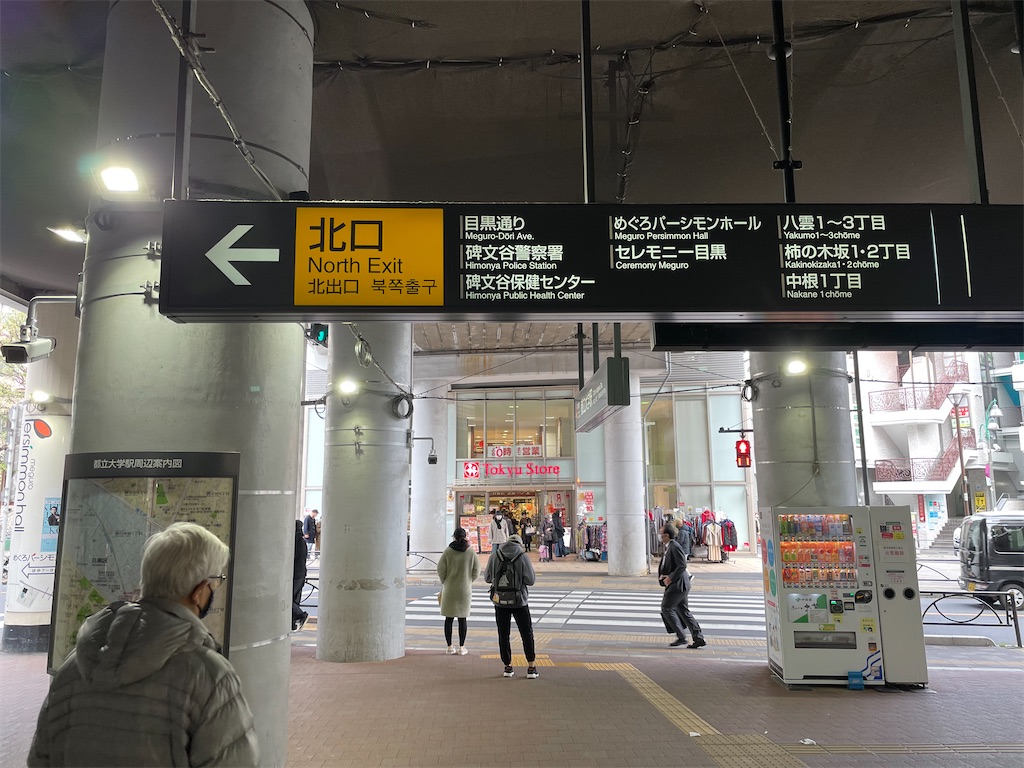 北口
North Exit
北出口 북쪽출구
目黒通り
Meguro-Dōri Ave.
碑文谷警察署
Himonya Police Station
碑文谷保健センター
Himonya Public Health Center
めぐろパーシモンホール
Meguro Persimmon Hall
セレモニー目黒
Ceremony Meguro
八雲1〜3丁目
Yakumo1〜3chōme
柿の木坂1・2丁目
Kakinokizaka1・2chōme
中根1丁目
Nakane 1chōme
都立大学駅周辺案内図
Tokyu Store
persimmon hall
meguro